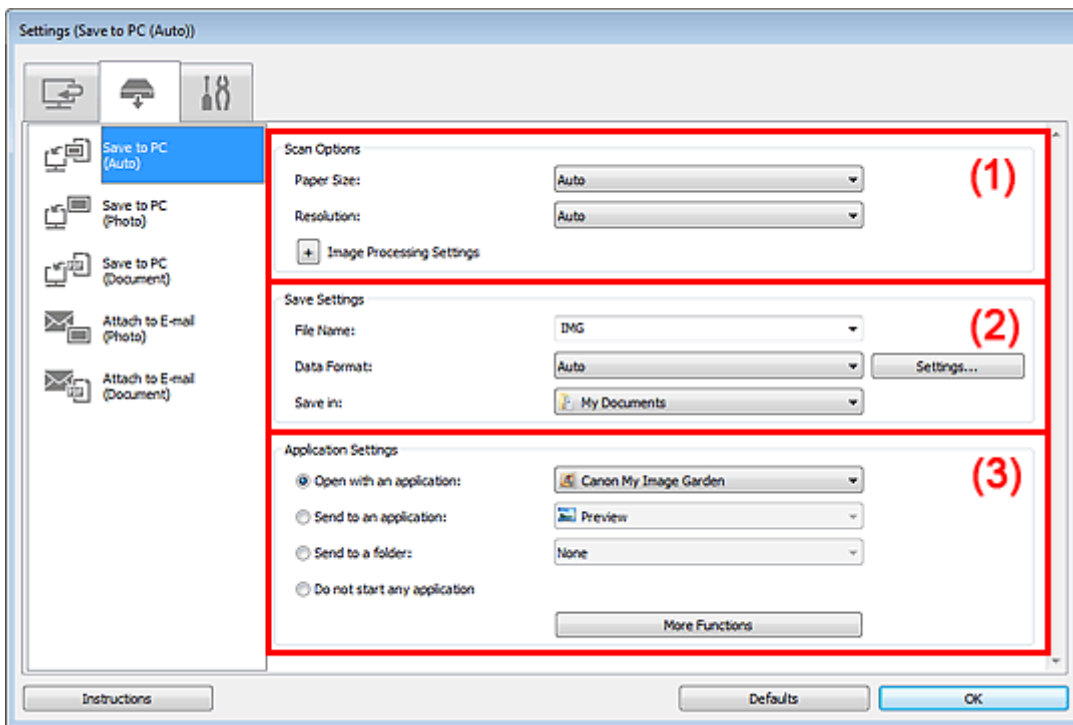 Settings (Save to PC (Auto))
Save to PC
(Auto)
Save to PC
(Photo)
Save to PC
(Document)
Attach to E-mail
(Photo)
Attach to E-mail
(Document)
Scan Options
(1)
Paper Size: Auto
Resolution: Auto
+ Image Processing Settings
Save Settings
(2)
File Name: IMG
Data Format: Auto Settings...
Save in: My Documents
Application Settings
(3)
Open with an application: Canon My Image Garden
Send to an application: Preview
Send to a folder: None
Do not start any application
More Functions
Instructions Defaults OK